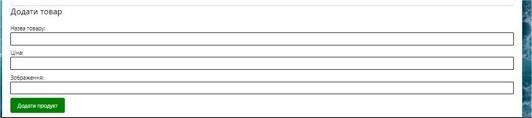 Додати товар
Назва товару:
Ціна:
Зображення:
Додати продукт